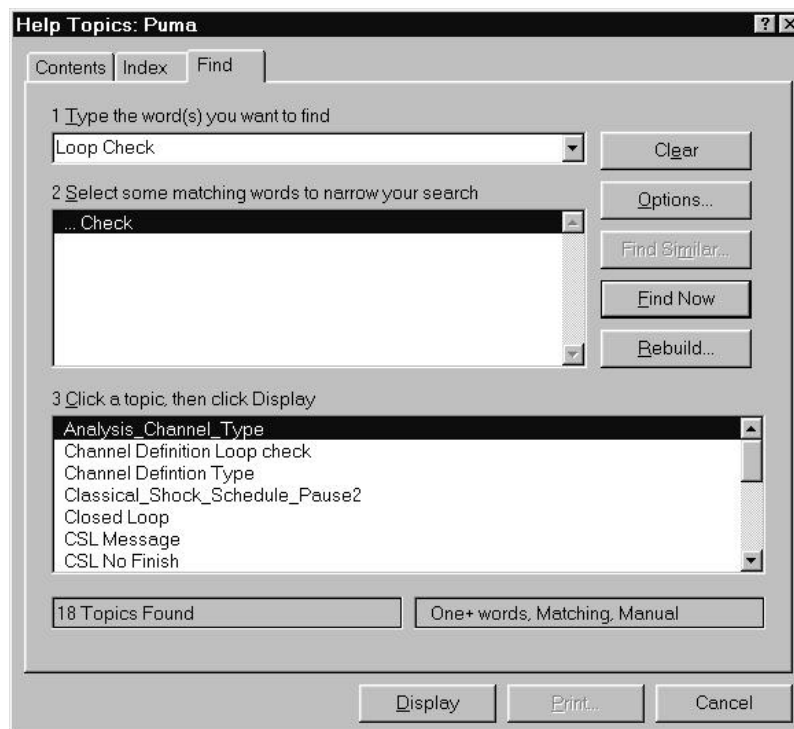 Help Topics: Puma
Contents Index Find
1 Type the word(s) you want to find
Loop Check
Clear
2 Select some matching words to narrow your search
... Check
Options...
Find Similar...
Find Now
Rebuild...
3 Click a topic, then click Display
Analysis_Channel_Type
Channel Definition Loop check
Channel Defintion Type
Classical_Shock_Schedule_Pause2
Closed Loop
CSL Message
CSL No Finish
18 Topics Found
One+ words, Matching, Manual
Display Print... Cancel